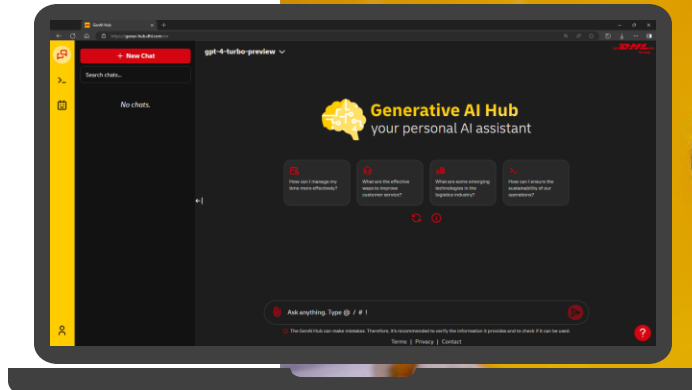 GenAI Hub
+ New Chat
Search chats...
No chats.
gpt-4-turbo-preview
DHL
Generative AI Hub
your personal AI assistant
How can I manage my
time more effectively?
What are the effective
ways to improve
customer service?
What are some emerging
technologies in the
logistics industry?
How can I ensure the
sustainability of our
operations?
Ask anything. Type @ / # !
The GenAI Hub can make mistakes. Therefore, it's recommended to verify the information it provides and to check if it can be used.
Terms | Privacy | Contact
?